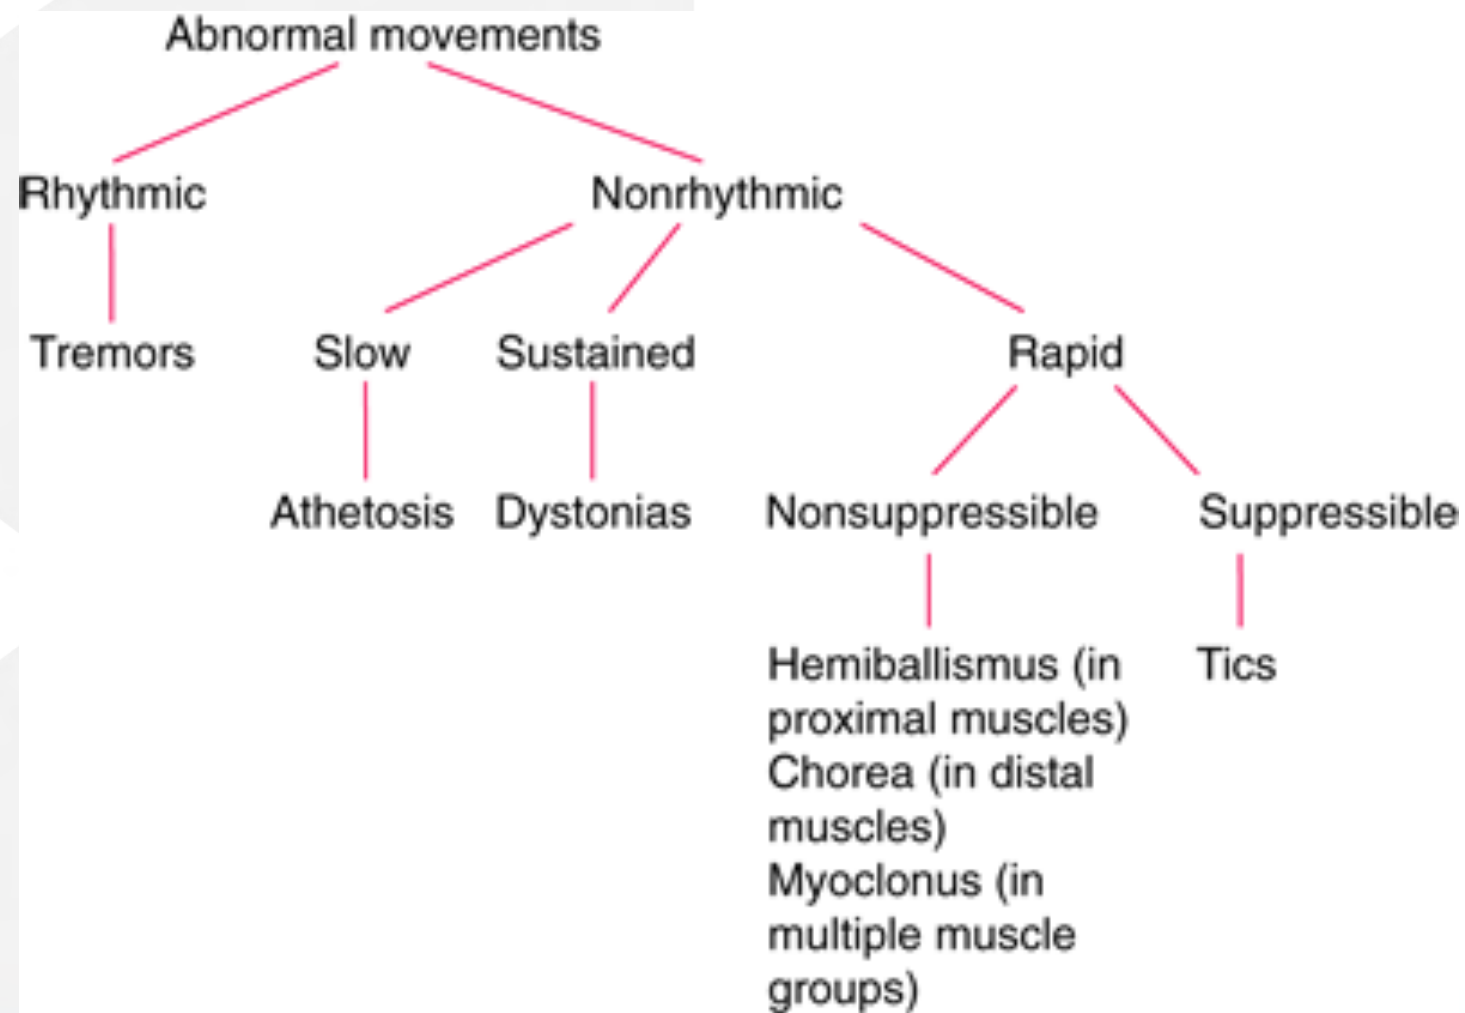 Abnormal movements
Rhythmic
Nonrhythmic
Tremors
Slow
Sustained
Rapid
Athetosis
Dystonias
Nonsuppressible
Suppressible
Hemiballismus (in
proximal muscles)
Chorea (in distal
muscles)
Myoclonus (in
multiple muscle
groups)
Tics